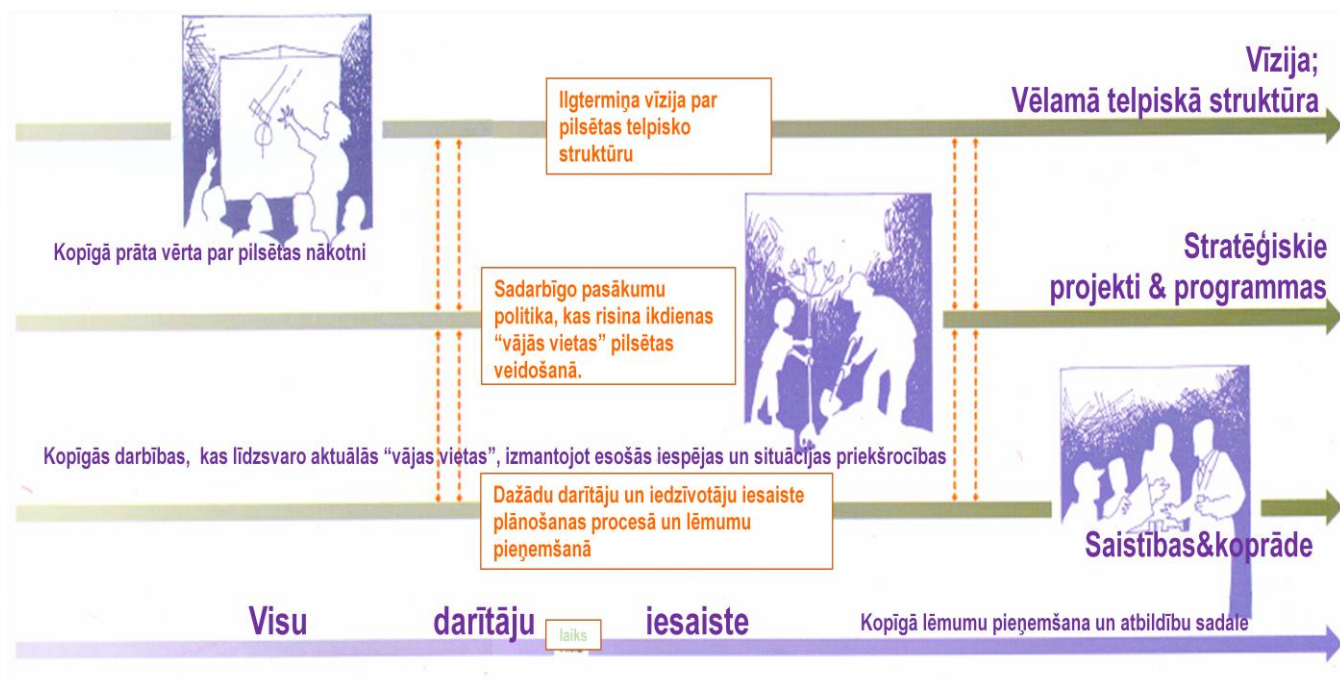 Vīzija;
Vēlamā telpiskā struktūra
Ilgtermiņa vīzija par
pilsētas telpisko
struktūru
Kopīgā prāta vērta par pilsētas nākotni
Stratēģiskie
projekti & programmas
Sadarbīgo pasākumu
politika, kas risina ikdienas
“vājās vietas” pilsētas
veidošanā.
Kopīgās darbības, kas līdzsvaro aktuālās “vājas vietas”, izmantojot esošās iespējas un situācijas priekšrocības
Dažādu darītāju un iedzīvotāju iesaiste
plānošanas procesā un lēmumu
pieņemšanā
Saistības&koprāde
Visu darītāju iesaiste
laiks
Kopīgā lēmumu pieņemšana un atbildību sadale